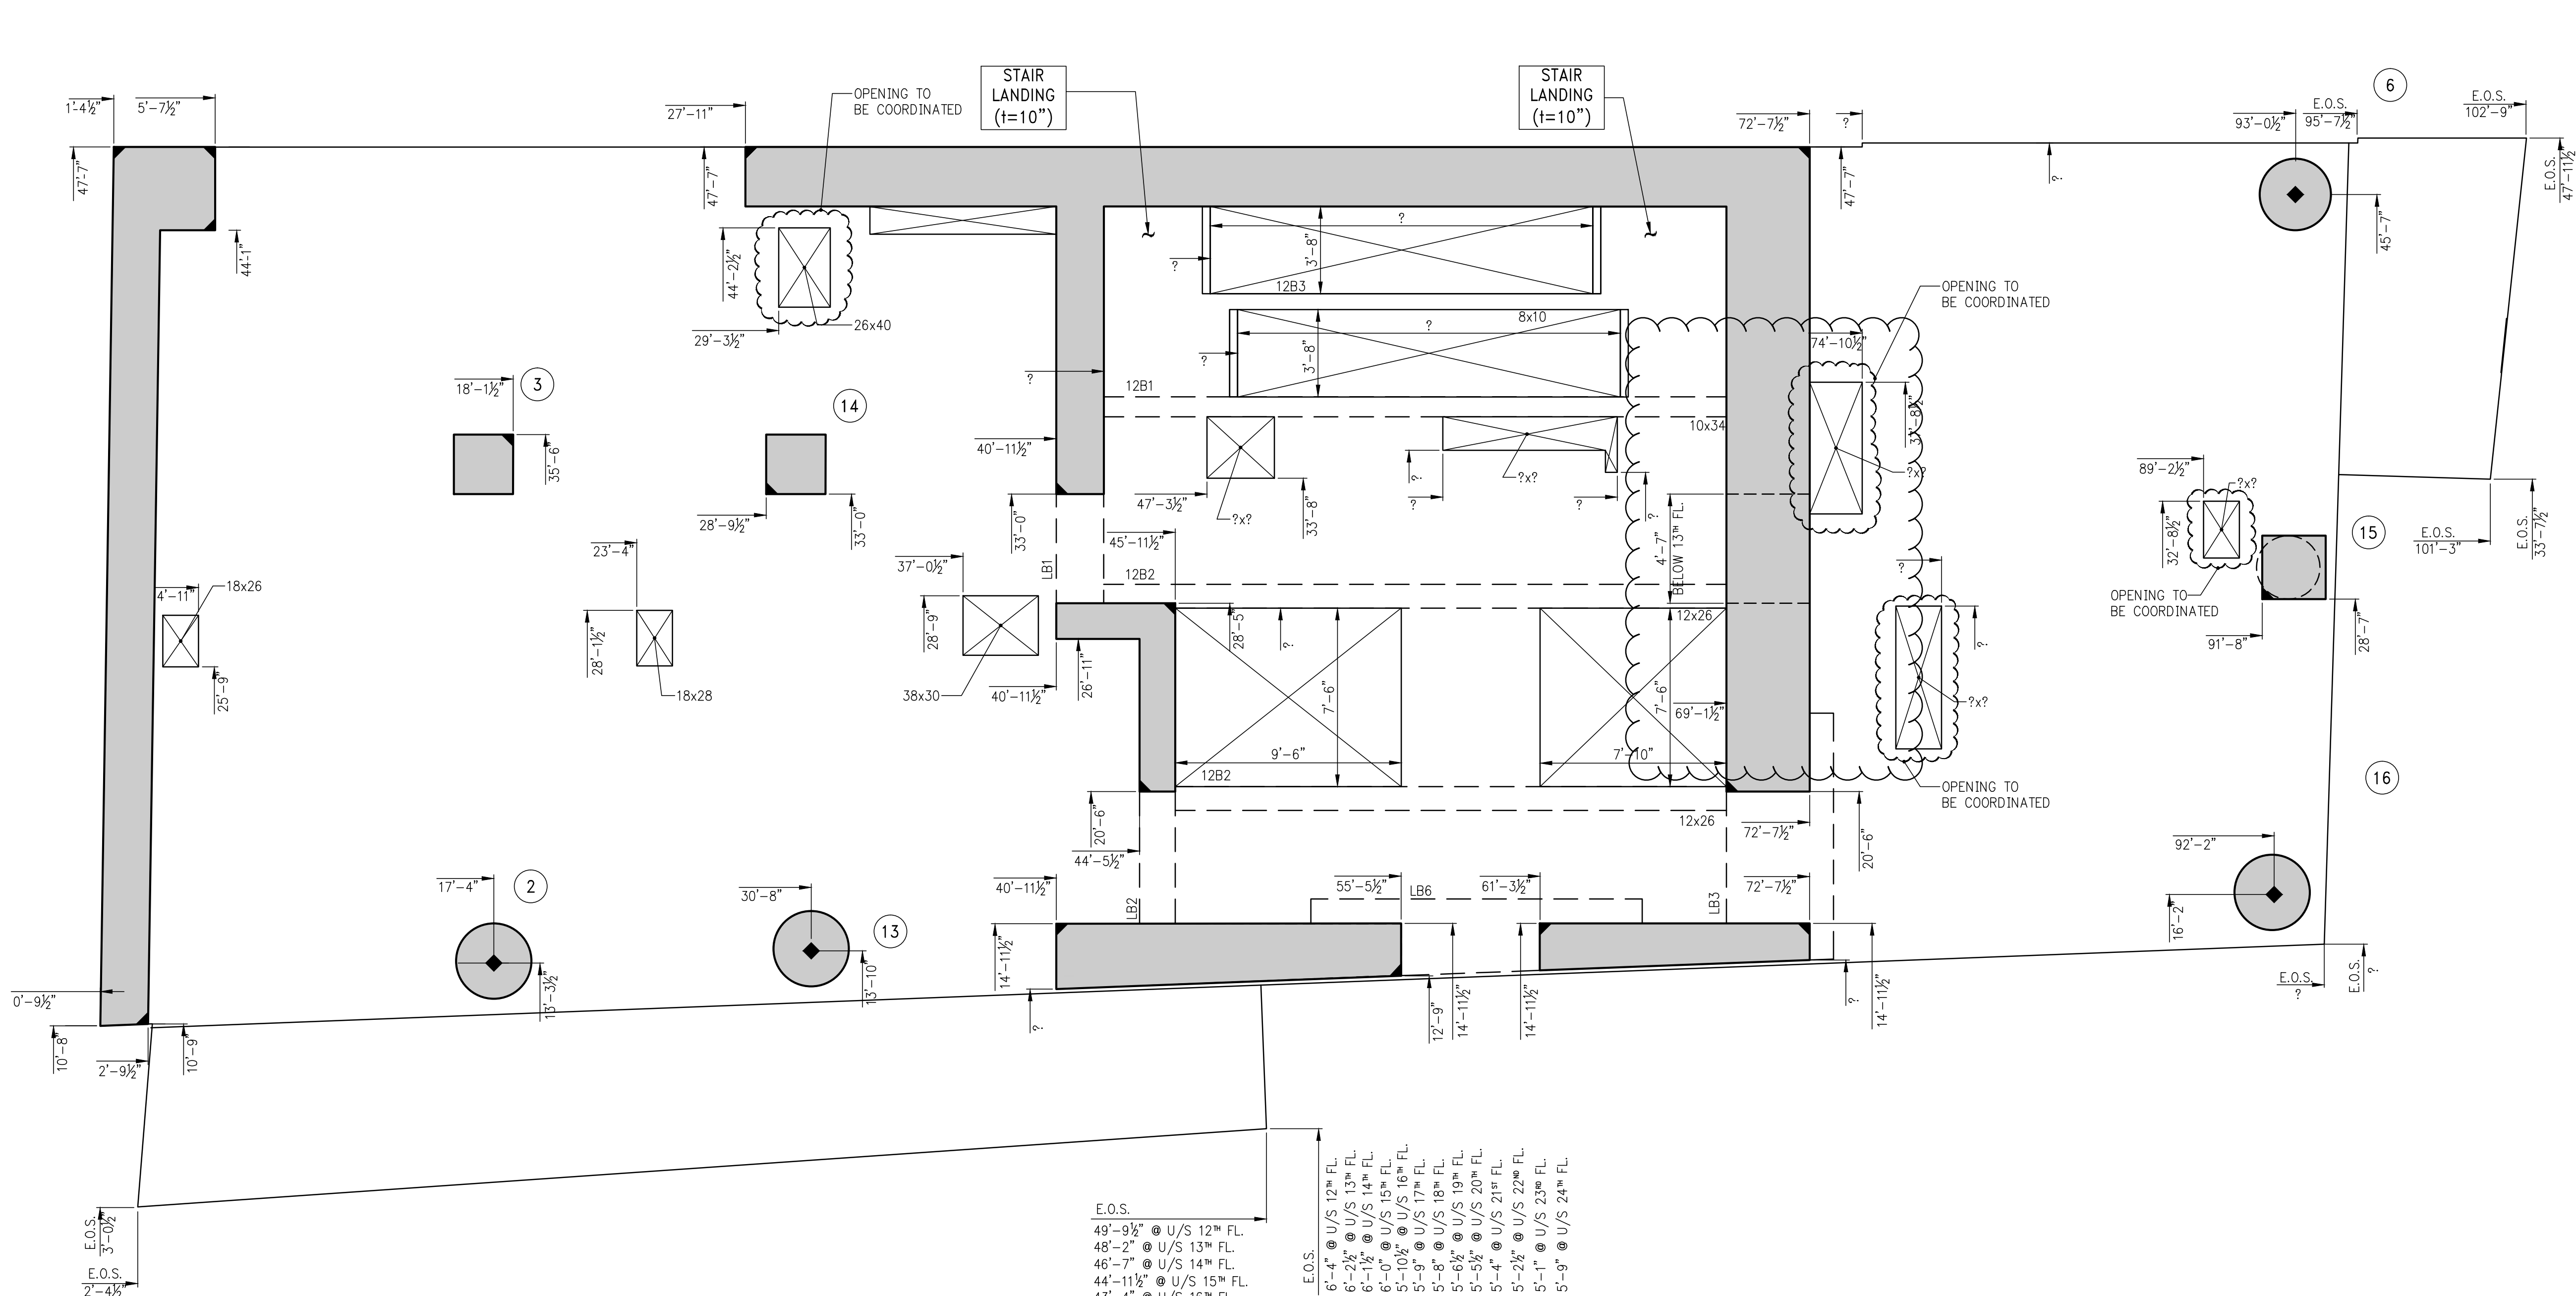 6
STAIR
LANDING
(t=10")
STAIR
LANDING
(t=10")
OPENING TO
BE COORDINATED
1'-4½"
5'-7½"
27'-11"
72'-7½"
?
93'-0½"
E.O.S.
95'-7½"
E.O.S.
102'-9"
47'-7"
47'-7"
47'-7"
?
E.O.S.
47'-11½"
44'-1"
44'-2½"
45'-7"
?
3'-8"
?
12B3
OPENING TO
BE COORDINATED
26x40
29'-3½"
8x10
?
3'-8"
?
74'-10½"
?
12B1
18'-1½"
3
14
10x34
35'-6"
40'-11½"
?
?x?
?
?
?
?x?
89'-2½"
?x?
47'-3½"
?x?
33'-8"
28'-9½"
33'-0"
33'-0"
4'-7"
BELOW 13TH FL.
32'-8½"
15
E.O.S.
101'-3"
E.O.S.
33'-7½"
23'-4"
37'-0½"
45'-11½"
LB1
12B2
?
4'-11"
18x26
12x26
OPENING TO
BE COORDINATED
28'-1½"
28'-9"
28'-5"
?
?
91'-8"
28'-7"
25'-9"
18x28
38x30
40'-11½"
26'-11"
7'-6"
7'-6"
69'-1½"
?x?
9'-6"
7'-10"
12B2
16
OPENING TO
BE COORDINATED
20'-6"
12x26
72'-7½"
20'-6"
92'-2"
44'-5½"
17'-4"
2
30'-8"
13
40'-11½"
LB2
55'-5½"
LB6
61'-3½"
LB3
72'-7½"
16'-2"
0'-9½"
13'-3½"
13'-10"
14'-11½"
?
12'-9"
14'-11½"
14'-11½"
?
14'-11½"
E.O.S.
?
E.O.S.
?
10'-8"
2'-9½"
10'-9"
E.O.S.
3'-0½"
E.O.S.
2'-4½"
E.O.S.
49'-9½" @ U/S 12TH FL.
48'-2" @ U/S 13TH FL.
46'-7" @ U/S 14TH FL.
44'-11½" @ U/S 15TH FL.
43'-4" @ U/S 16TH FL.
E.O.S.
6'-4" @ U/S 12TH FL.
6'-2½" @ U/S 13TH FL.
6'-1½" @ U/S 14TH FL.
6'-0" @ U/S 15TH FL.
5'-10½" @ U/S 16TH FL.
5'-9" @ U/S 17TH FL.
5'-8" @ U/S 18TH FL.
5'-6½" @ U/S 19TH FL.
5'-5½" @ U/S 20TH FL.
5'-4" @ U/S 21ST FL.
5'-2½" @ U/S 22ND FL.
5'-1" @ U/S 23RD FL.
5'-9" @ U/S 24TH FL.